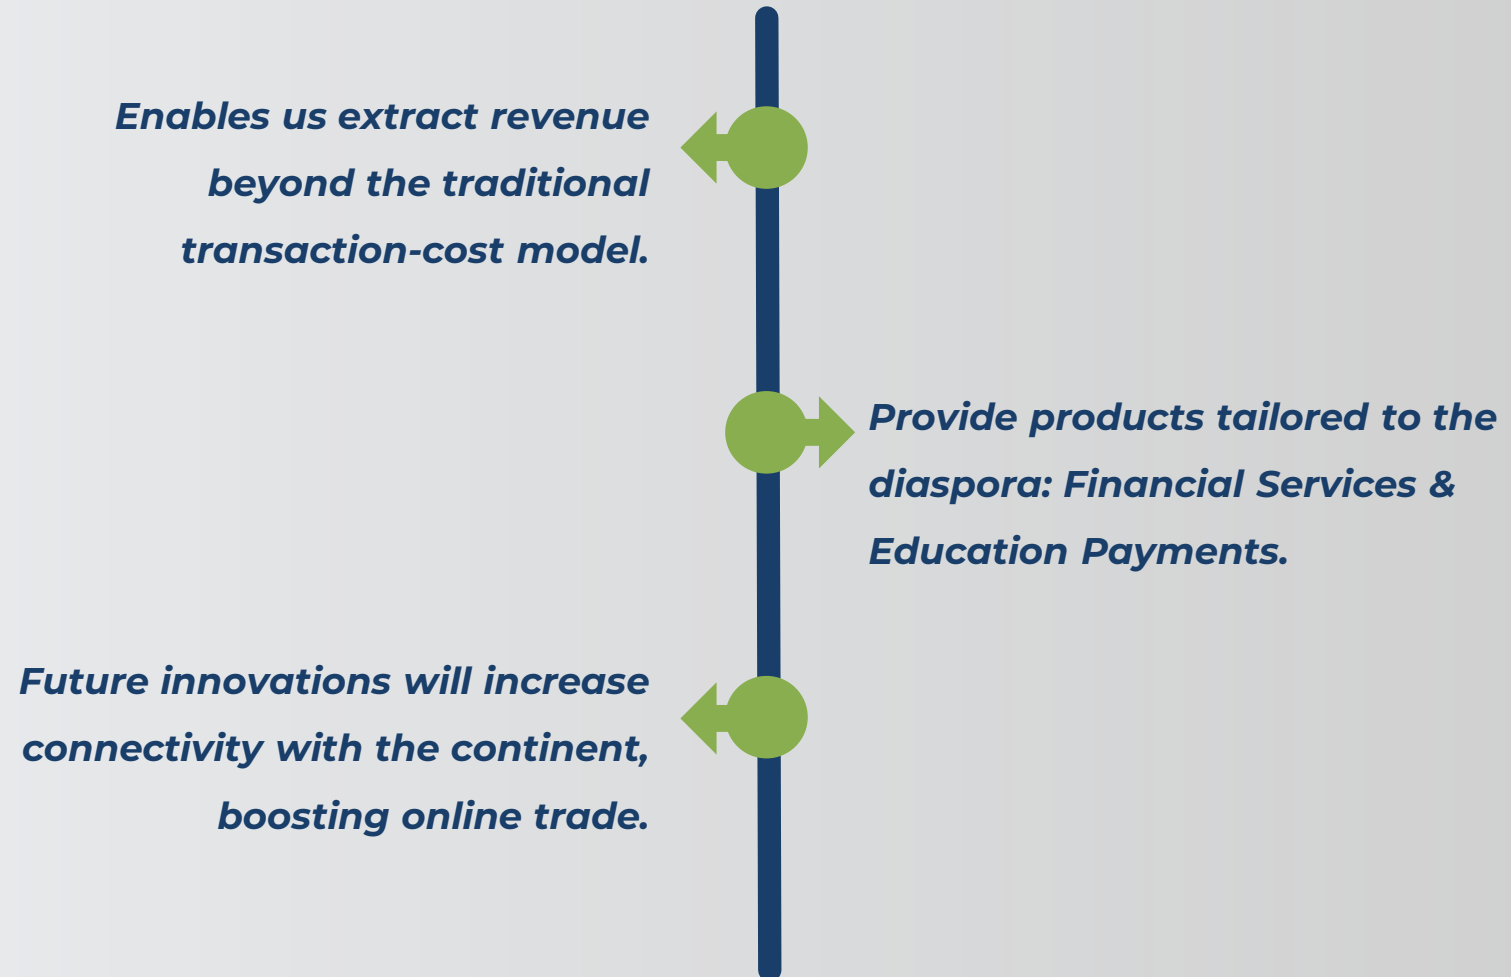 Enables us extract revenue
beyond the traditional
transaction-cost model.
Provide products tailored to the
diaspora: Financial Services &
Education Payments.
Future innovations will increase
connectivity with the continent,
boosting online trade.